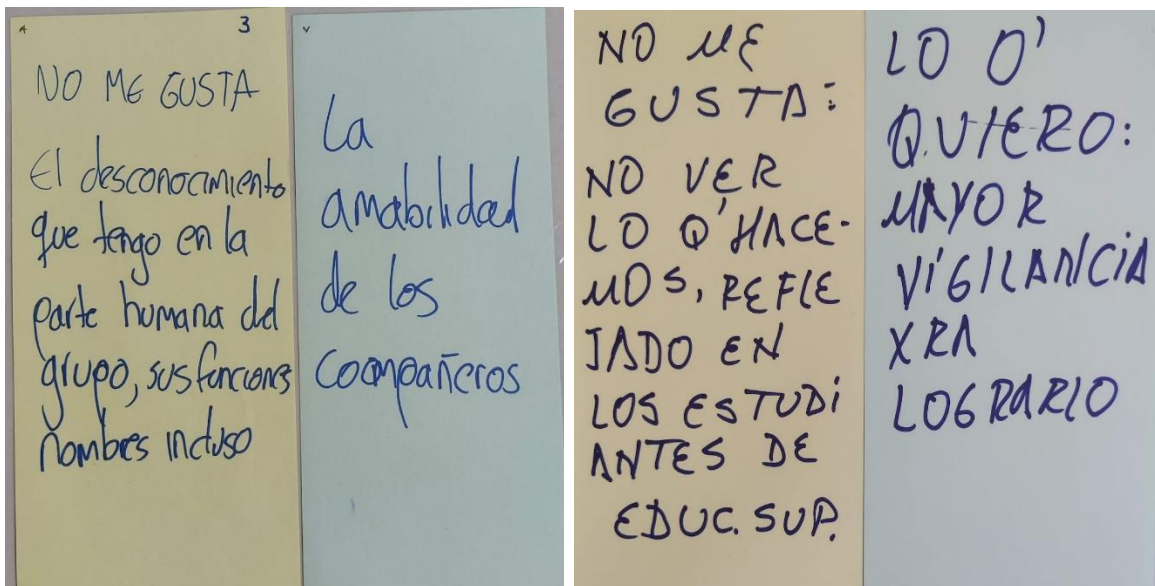 A
3
NO ME GUSTA
El desconocimiento
que tengo en la
parte humana del
grupo, sus funciones
nombres incluso
v
La
amabilidad
de los
compañeros
NO ME
GUSTA:
NO VER
LO Q' HACE-
MOS, REFLE
JADO EN
LOS ESTUDI
ANTES DE
EDUC. SUP.
LO Q'
QUIERO:
MAYOR
VIGILANCIA
XRA
LOGRARLO